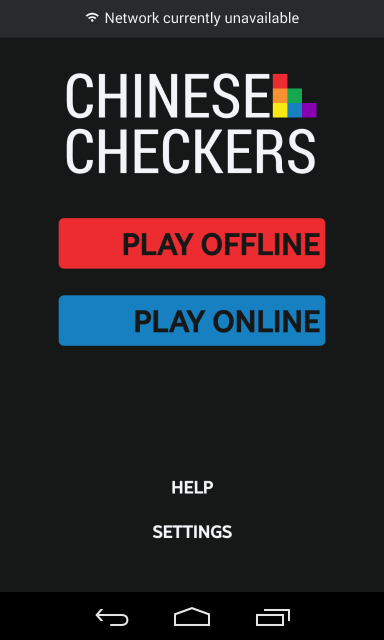 Network currently unavailable
CHINESE
CHECKERS
PLAY OFFLINE
PLAY ONLINE
HELP
SETTINGS